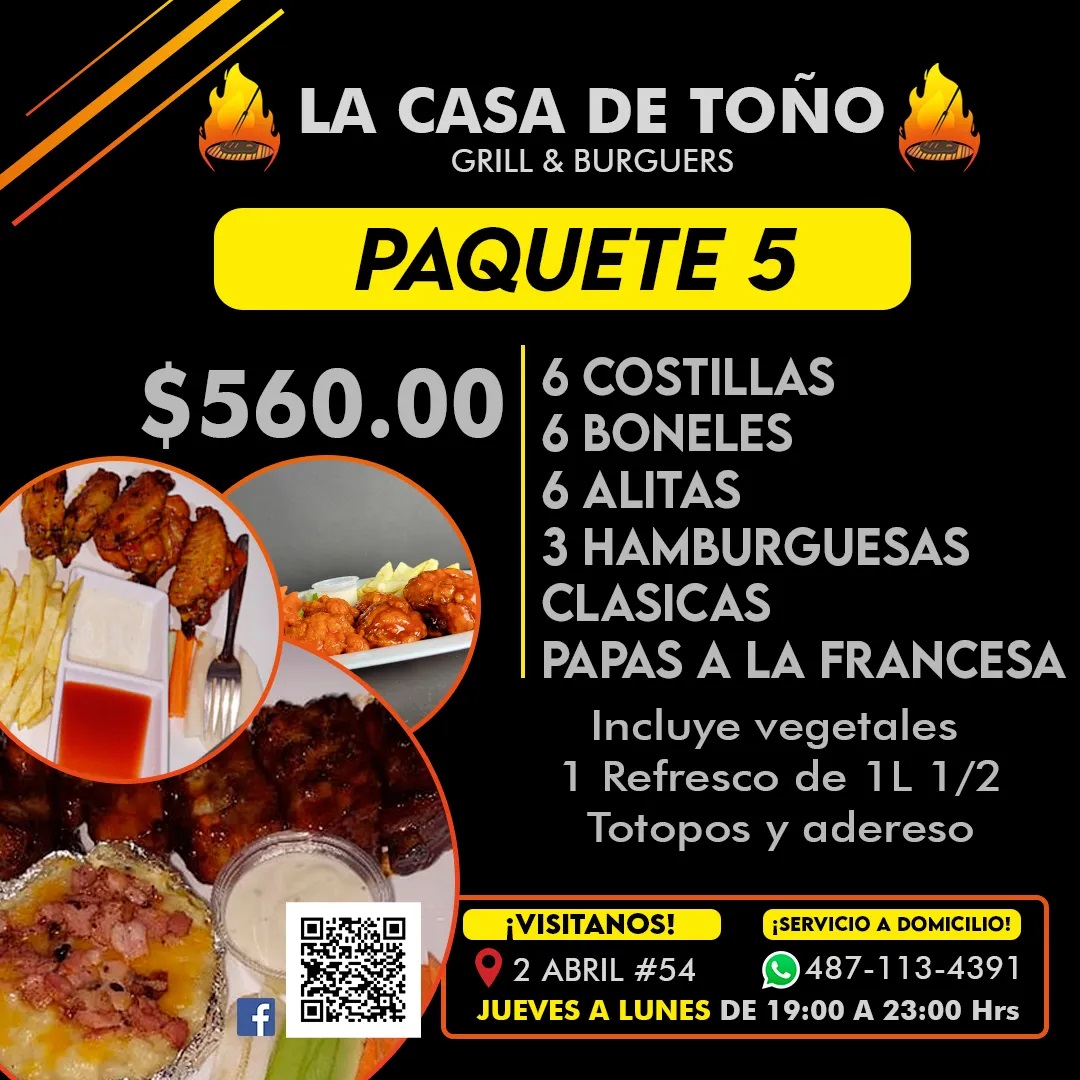 LA CASA DE TOÑO
GRILL & BURGUERS
PAQUETE 5
$560.00
6 COSTILLAS
6 BONELES
6 ALITAS
3 HAMBURGUESAS
CLASICAS
PAPAS A LA FRANCESA
Incluye vegetales
1 Refresco de 1L 1/2
Totopos y adereso
¡VISITANOS!
2 ABRIL #54
¡SERVICIO A DOMICILIO!
487-113-4391
JUEVES A LUNES DE 19:00 A 23:00 Hrs